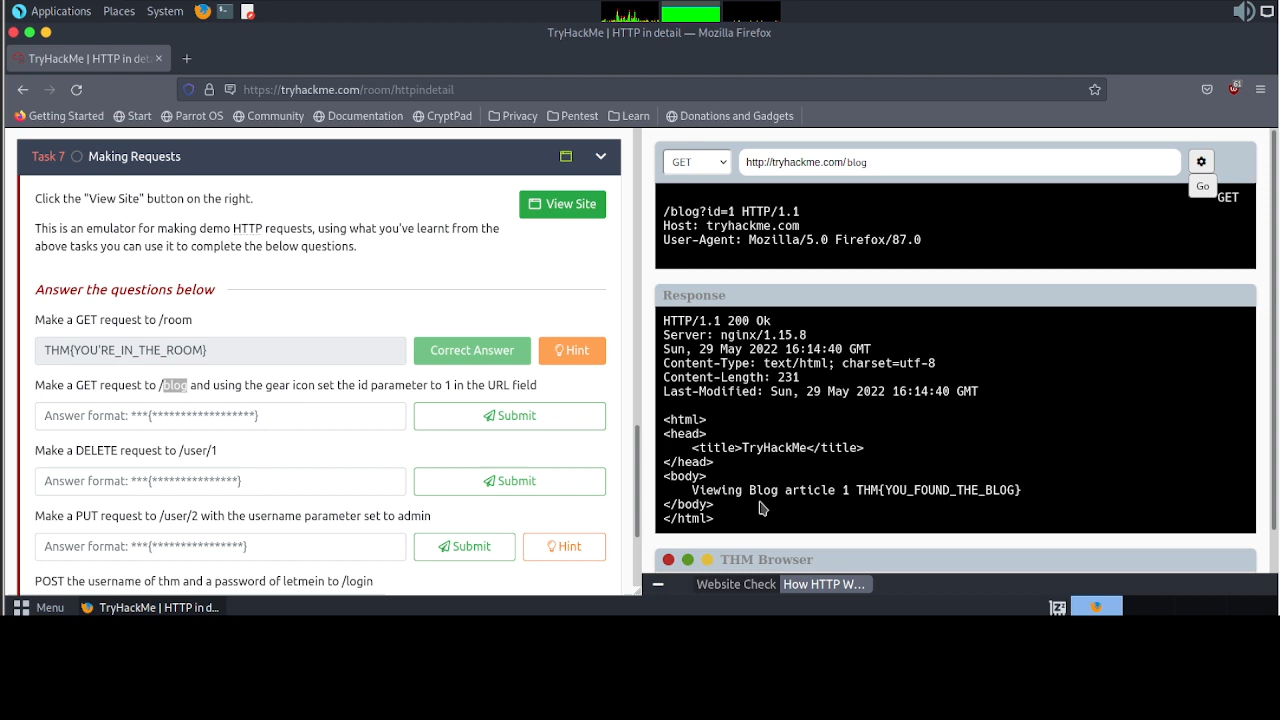 Applications Places System
TryHackMe | HTTP in detail — Mozilla Firefox
TryHackMe | HTTP in deta
https://tryhackme.com/room/httpindetail
61
Getting Started Start Parrot OS Community Documentation CryptPad Privacy Pentest Learn Donations and Gadgets
Task 7 Making Requests
Click the "View Site" button on the right.
View Site
This is an emulator for making demo HTTP requests, using what you've learnt from the
above tasks you can use it to complete the below questions.
Answer the questions below
Make a GET request to /room
THM{YOU'RE_IN_THE_ROOM}
Correct Answer
Hint
Make a GET request to /blog and using the gear icon set the id parameter to 1 in the URL field
Answer format: ***{******************}
Submit
Make a DELETE request to /user/1
Answer format: ***{***************}
Submit
Make a PUT request to /user/2 with the username parameter set to admin
Answer format: ***{****************}
Submit
Hint
POST the username of thm and a password of letmein to /login
GET
http://tryhackme.com/blog
Go
GET
/blog?id=1 HTTP/1.1
Host: tryhackme.com
User-Agent: Mozilla/5.0 Firefox/87.0
Response
HTTP/1.1 200 Ok
Server: nginx/1.15.8
Sun, 29 May 2022 16:14:40 GMT
Content-Type: text/html; charset=utf-8
Content-Length: 231
Last-Modified: Sun, 29 May 2022 16:14:40 GMT
<html>
<head>
<title>TryHackMe</title>
</head>
<body>
Viewing Blog article 1 THM{YOU_FOUND_THE_BLOG}
</body>
</html>
THM Browser
Website Check How HTTP W...
Menu TryHackMe | HTTP in d...